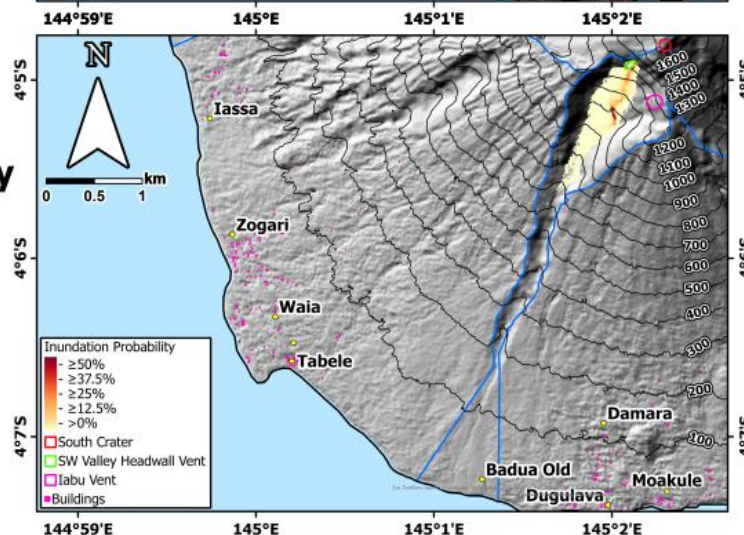 144°59'E
145°E
145°1'E
145°2'E
N
1600
4°5'S
1500
1400
1300
Iassa
y
km
0 0.5 1
1200
1100
1000
900
Zogari
800
700
4°6'S
600
500
Waia
400
Inundation Probability
- ≥50%
- ≥37.5%
- ≥25%
- ≥12.5%
- >0%
Tabele
300
200
South Crater
Damara
4°7'S
100
SW Valley Headwall Vent
Iabu Vent
Buildings
Badua Old
Moakule
Dugulava
144°59'E
145°E
145°1'E
145°2'E